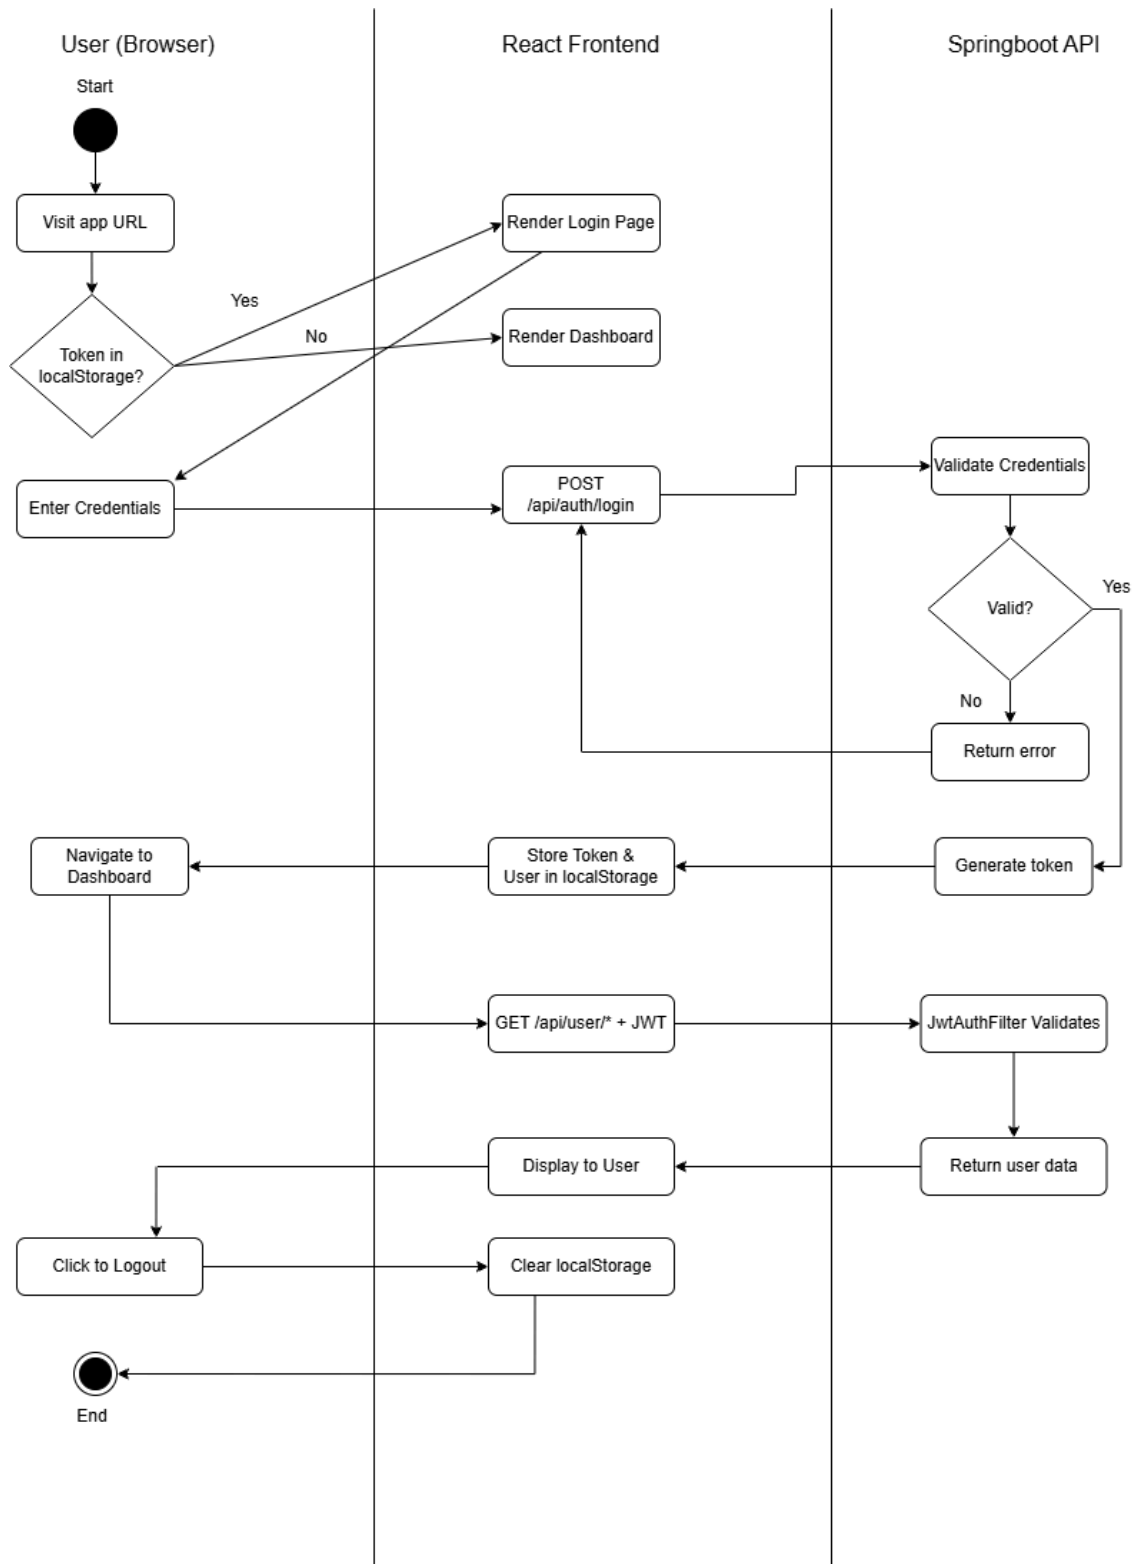 User (Browser)
React Frontend
Springboot API
Start
Visit app URL
Render Login Page
Yes
No
Render Dashboard
Token in
localStorage?
Enter Credentials
POST
/api/auth/login
Validate Credentials
Valid?
Yes
No
Return error
Navigate to
Dashboard
Store Token &
User in localStorage
Generate token
GET /api/user/* + JWT
JwtAuthFilter Validates
Display to User
Return user data
Click to Logout
Clear localStorage
End